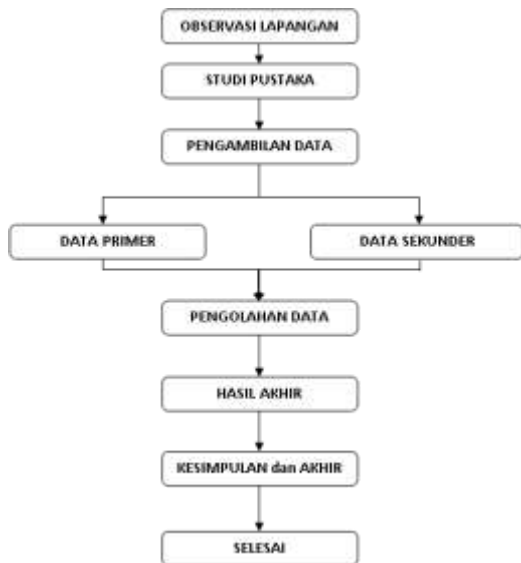 OBSERVASI LAPANGAN
STUDI PUSTAKA
PENGAMBILAN DATA
DATA PRIMER
DATA SEKUNDER
PENGOLAHAN DATA
HASIL AKHIR
KESIMPULAN dan AKHIR
SELESAI